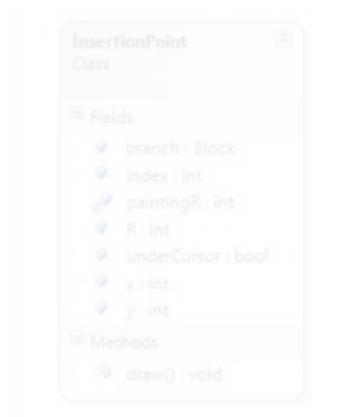 InsertionPoint
Class
Fields
branch : Block
index : int
paintingR : int
R : int
underCursor : bool
x : int
y : int
Methods
draw() : void